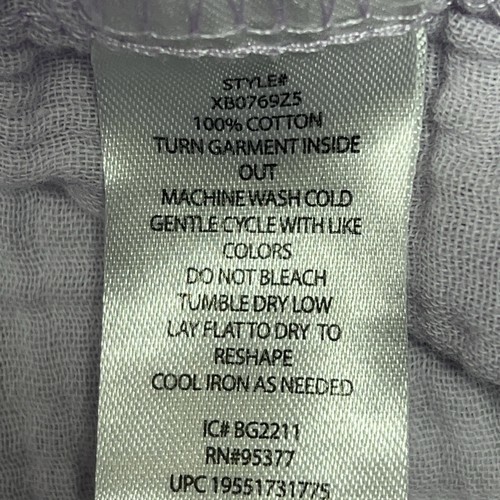 STYLE#
XB0769Z5
100% COTTON
TURN GARMENT INSIDE
OUT
MACHINE WASH COLD
GENTLE CYCLE WITH LIKE
COLORS
DO NOT BLEACH
TUMBLE DRY LOW
LAY FLAT TO DRY TO
RESHAPE
COOL IRON AS NEEDED
IC# BG2211
RN#95377
UPC 19551731775